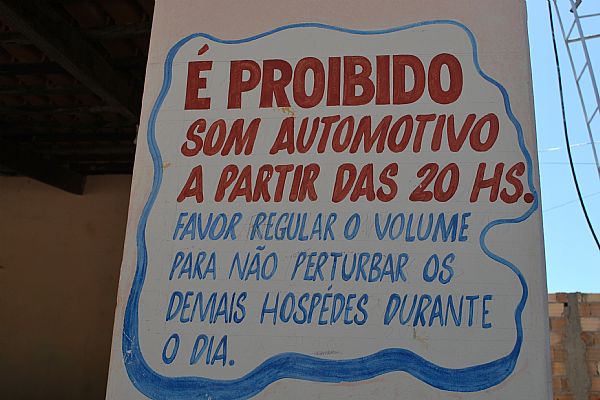 É PROIBIDO
SOM AUTOMOTIVO
A PARTIR DAS 20 HS.
FAVOR REGULAR O VOLUME
PARA NÃO PERTURBAR OS
DEMAIS HOSPÉDES DURANTE
O DIA.